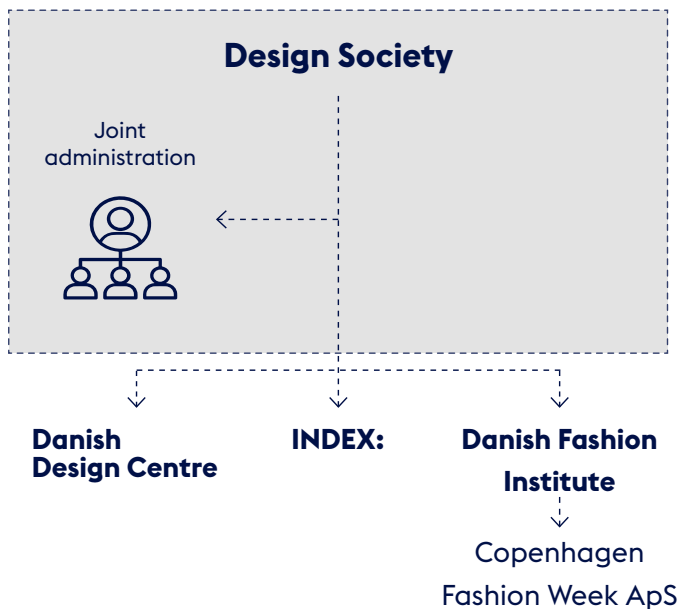 Design Society
Joint
administration
Danish
Design Centre
INDEX:
Danish Fashion
Institute
Copenhagen
Fashion Week ApS